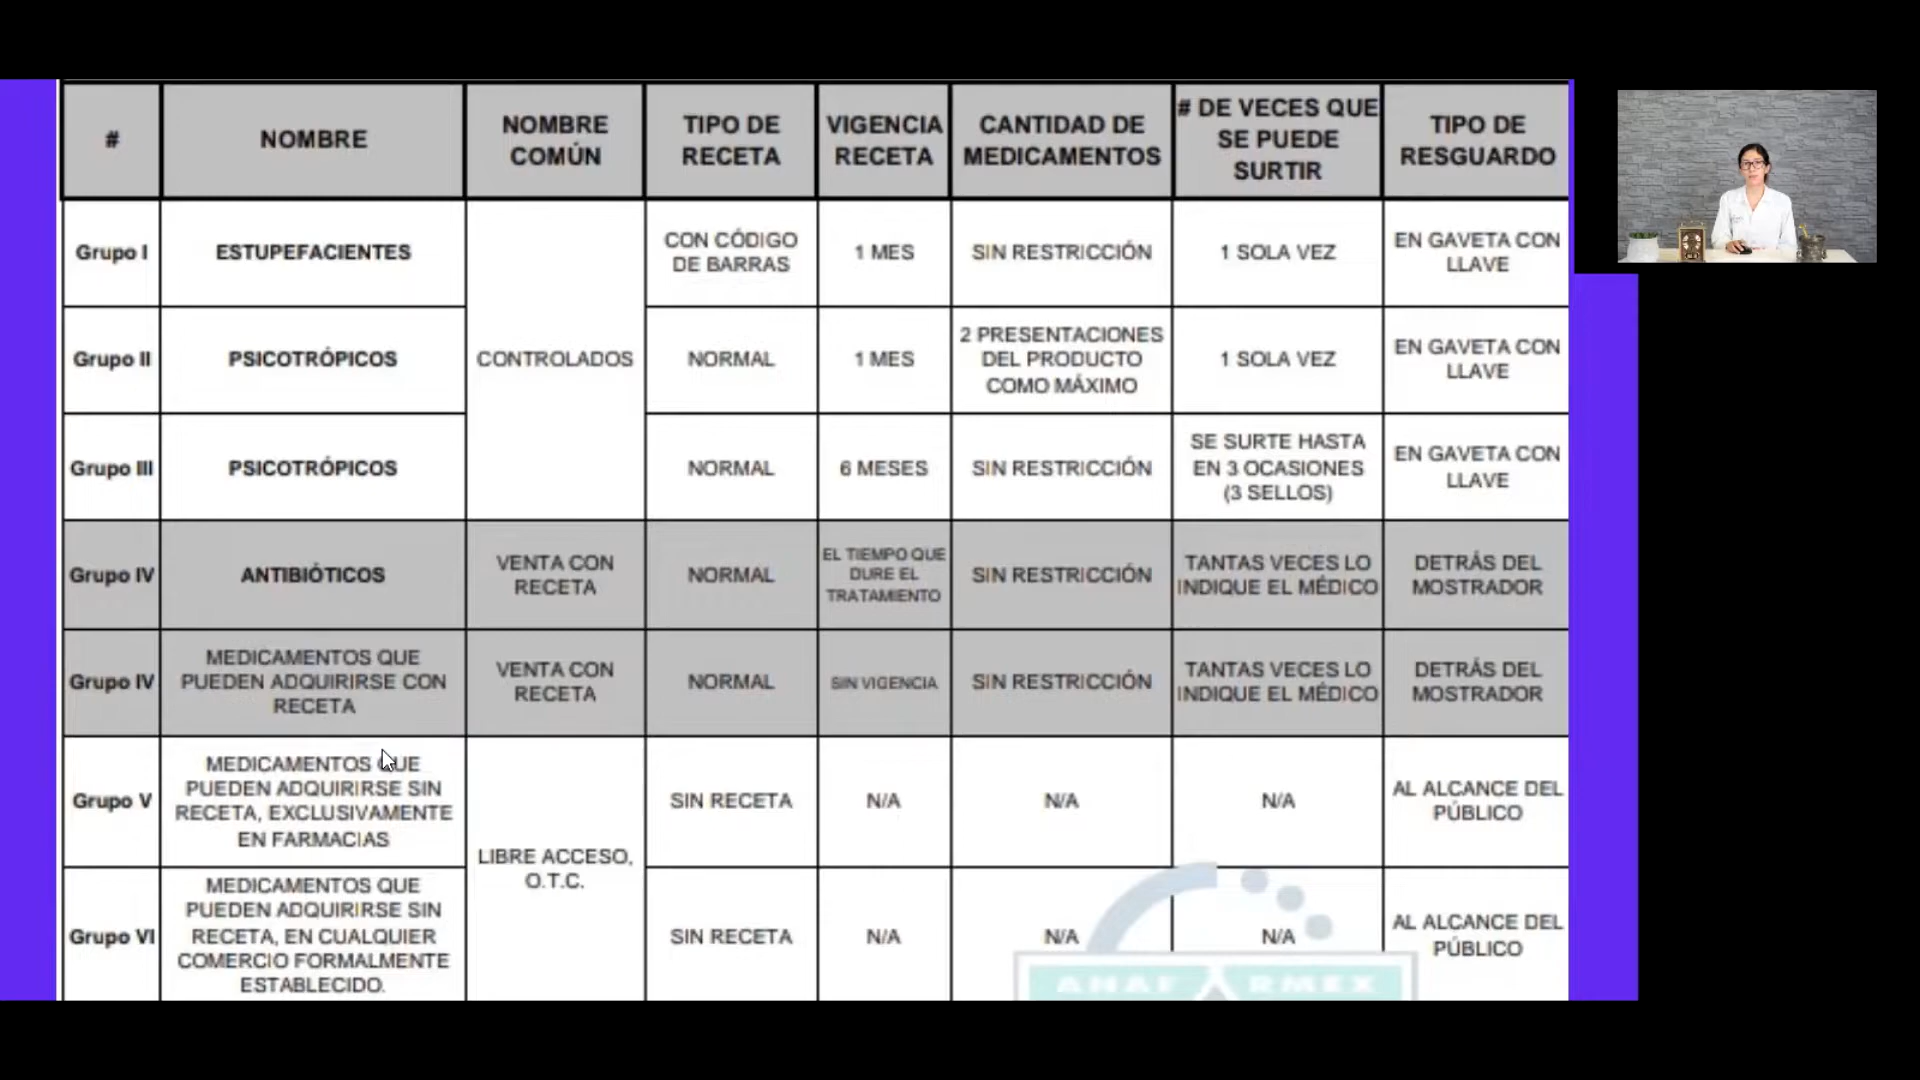 #
NOMBRE
NOMBRE
COMÚN
TIPO DE
RECETA
VIGENCIA
RECETA
CANTIDAD DE
MEDICAMENTOS
# DE VECES QUE
SE PUEDE
SURTIR
TIPO DE
RESGUARDO
Grupo I
ESTUPEFACIENTES
CONTROLADOS
CON CÓDIGO
DE BARRAS
1 MES
SIN RESTRICCIÓN
1 SOLA VEZ
EN GAVETA CON
LLAVE
Grupo II
PSICOTRÓPICOS
NORMAL
1 MES
2 PRESENTACIONES
DEL PRODUCTO
COMO MÁXIMO
1 SOLA VEZ
EN GAVETA CON
LLAVE
Grupo III
PSICOTRÓPICOS
NORMAL
6 MESES
SIN RESTRICCIÓN
SE SURTE HASTA
EN 3 OCASIONES
(3 SELLOS)
EN GAVETA CON
LLAVE
Grupo IV
ANTIBIÓTICOS
VENTA CON
RECETA
NORMAL
EL TIEMPO QUE
DURE EL
TRATAMIENTO
SIN RESTRICCIÓN
TANTAS VECES LO
INDIQUE EL MÉDICO
DETRÁS DEL
MOSTRADOR
Grupo IV
MEDICAMENTOS QUE
PUEDEN ADQUIRIRSE CON
RECETA
VENTA CON
RECETA
NORMAL
SIN VIGENCIA
SIN RESTRICCIÓN
TANTAS VECES LO
INDIQUE EL MÉDICO
DETRÁS DEL
MOSTRADOR
Grupo V
MEDICAMENTOS QUE
PUEDEN ADQUIRIRSE SIN
RECETA, EXCLUSIVAMENTE
EN FARMACIAS
LIBRE ACCESO,
O.T.C.
SIN RECETA
N/A
N/A
N/A
AL ALCANCE DEL
PÚBLICO
Grupo VI
MEDICAMENTOS QUE
PUEDEN ADQUIRIRSE SIN
RECETA, EN CUALQUIER
COMERCIO FORMALMENTE
ESTABLECIDO.
SIN RECETA
N/A
N/A
N/A
AL ALCANCE DEL
PÚBLICO
ANAFARMEX